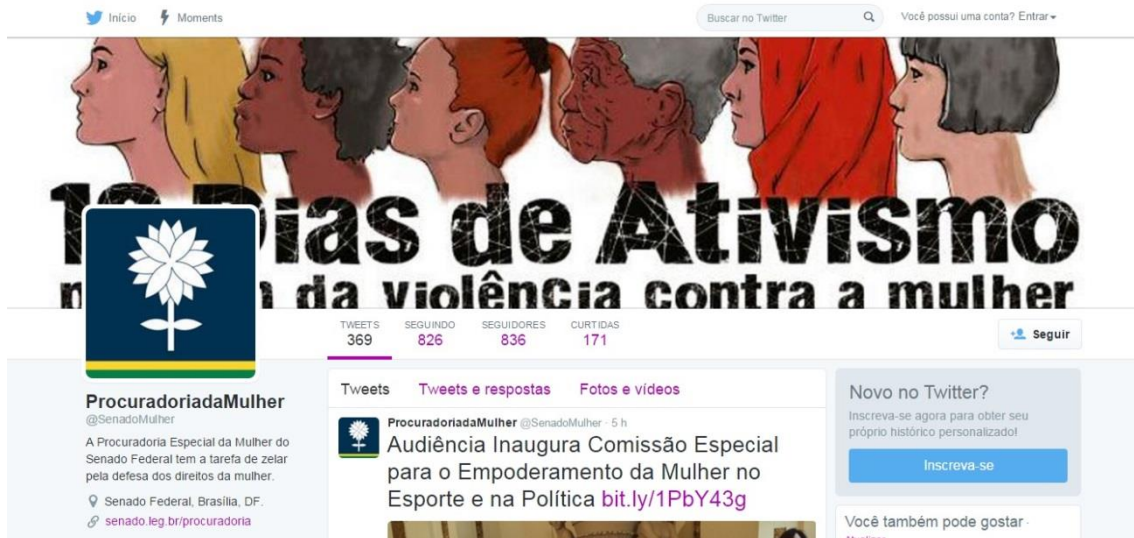 Início
Moments
Buscar no Twitter
Você possui uma conta? Entrar
Dias de Ativismo
da violência contra a mulher
TWEETS
369
SEGUINDO
826
SEGUIDORES
836
CURTIDAS
171
Seguir
ProcuradoriadaMulher
@SenadoMulher
A Procuradoria Especial da Mulher do
Senado Federal tem a tarefa de zelar
pela defesa dos direitos da mulher.
Senado Federal, Brasília, DF.
senado.leg.br/procuradoria
Tweets
Tweets e respostas
Fotos e vídeos
ProcuradoriadaMulher @SenadoMulher · 5 h
Audiência Inaugura Comissão Especial
para o Empoderamento da Mulher no
Esporte e na Política bit.ly/1PbY43g
Novo no Twitter?
Inscreva-se agora para obter seu
próprio histórico personalizado!
Inscreva-se
Você também pode gostar ·